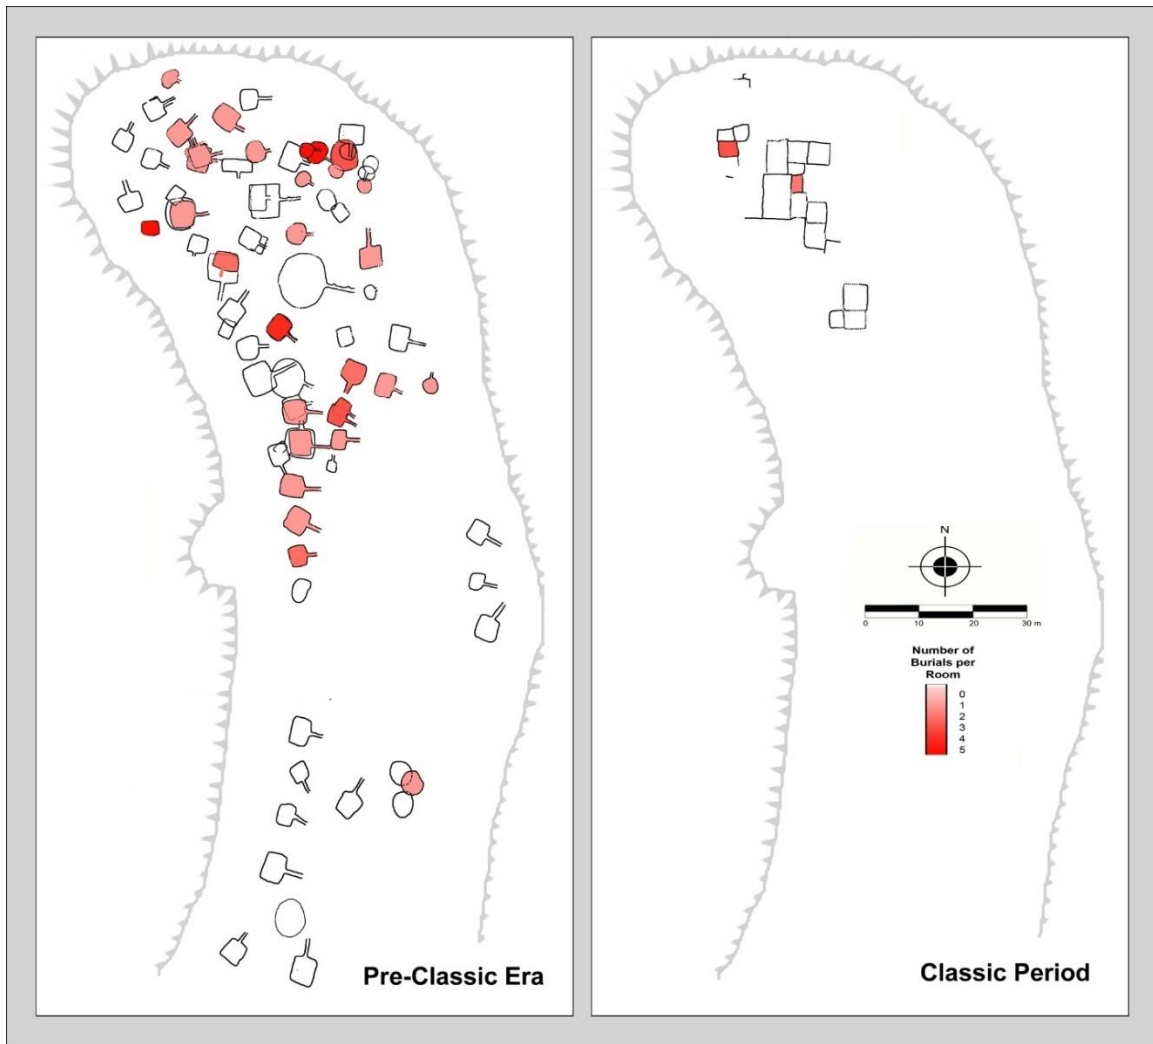 Pre-Classic Era
N
0 10 20 30 m
Number of
Burials per
Room
0
1
2
3
4
5
Classic Period